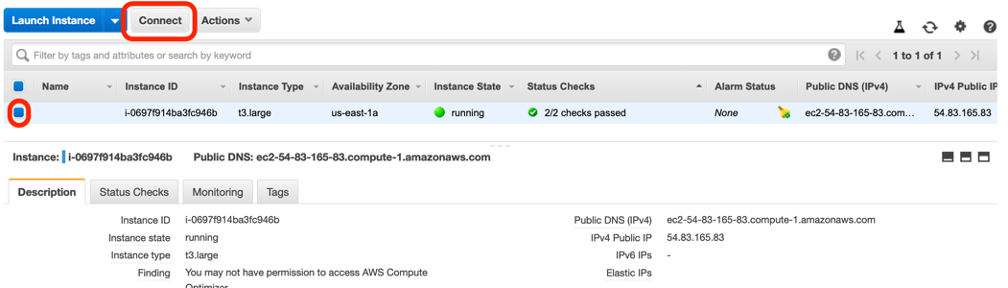 Launch Instance Connect Actions
Filter by tags and attributes or search by keyword 1 to 1 of 1
Name Instance ID Instance Type Availability Zone Instance State Status Checks Alarm Status Public DNS (IPv4) IPv4 Public IP
i-0697f914ba3fc946b t3.large us-east-1a running 2/2 checks passed None ec2-54-83-165-83.com... 54.83.165.83
Instance: i-0697f914ba3fc946b Public DNS: ec2-54-83-165-83.compute-1.amazonaws.com
Description Status Checks Monitoring Tags
Instance ID i-0697f914ba3fc946b Public DNS (IPv4) ec2-54-83-165-83.compute-1.amazonaws.com
Instance state running IPv4 Public IP 54.83.165.83
Instance type t3.large IPv6 IPs -
Finding You may not have permission to access AWS Compute Elastic IPs
Optimizer